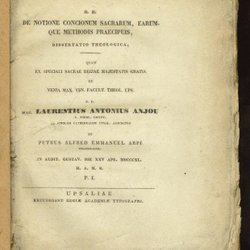 D. D.
DE NOTIONE CONCIONUM SACRARUM, EARUM-
QUE METHODIS PRAECIPUIS,
DISSERTATIO THEOLOGICA;
QUAM
EX SPECIALI SACRAE REGIAE MAJESTATIS GRATIA
ET
VENIA MAX. VEN. FACULT. THEOL. UPS.
P. P.
MAG. LAURENTIUS ANTONIUS ANJOU
ET
PETRUS ALFRED EMMANUEL ARPI
IN AUDIT. GUSTAV. DIE XXV APR. MDCCCXL.
H. A. M. S.
P. I.
UPSALIAE
EXCUDEBANT REGIAE ACADEMIAE TYPOGRAPHI.